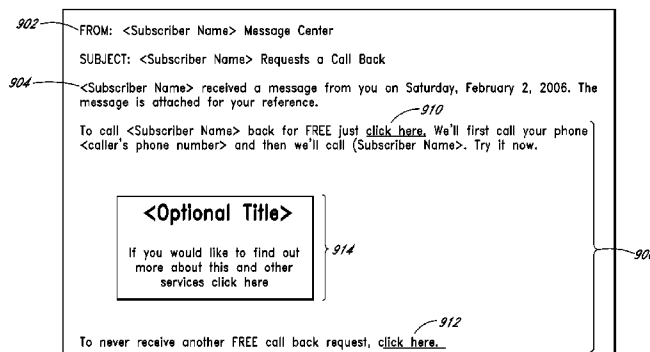 902
FROM: <Subscriber Name> Message Center
SUBJECT: <Subscriber Name> Requests a Call Back
904
<Subscriber Name> received a message from you on Saturday, February 2, 2006. The
message is attached for your reference.
910
To call <Subscriber Name> back for FREE just click here. We'll first call your phone
<caller's phone number> and then we'll call (Subscriber Name>. Try it now.
<Optional Title>
If you would like to find out
more about this and other
services click here
914
912
To never receive another FREE call back request, click here.